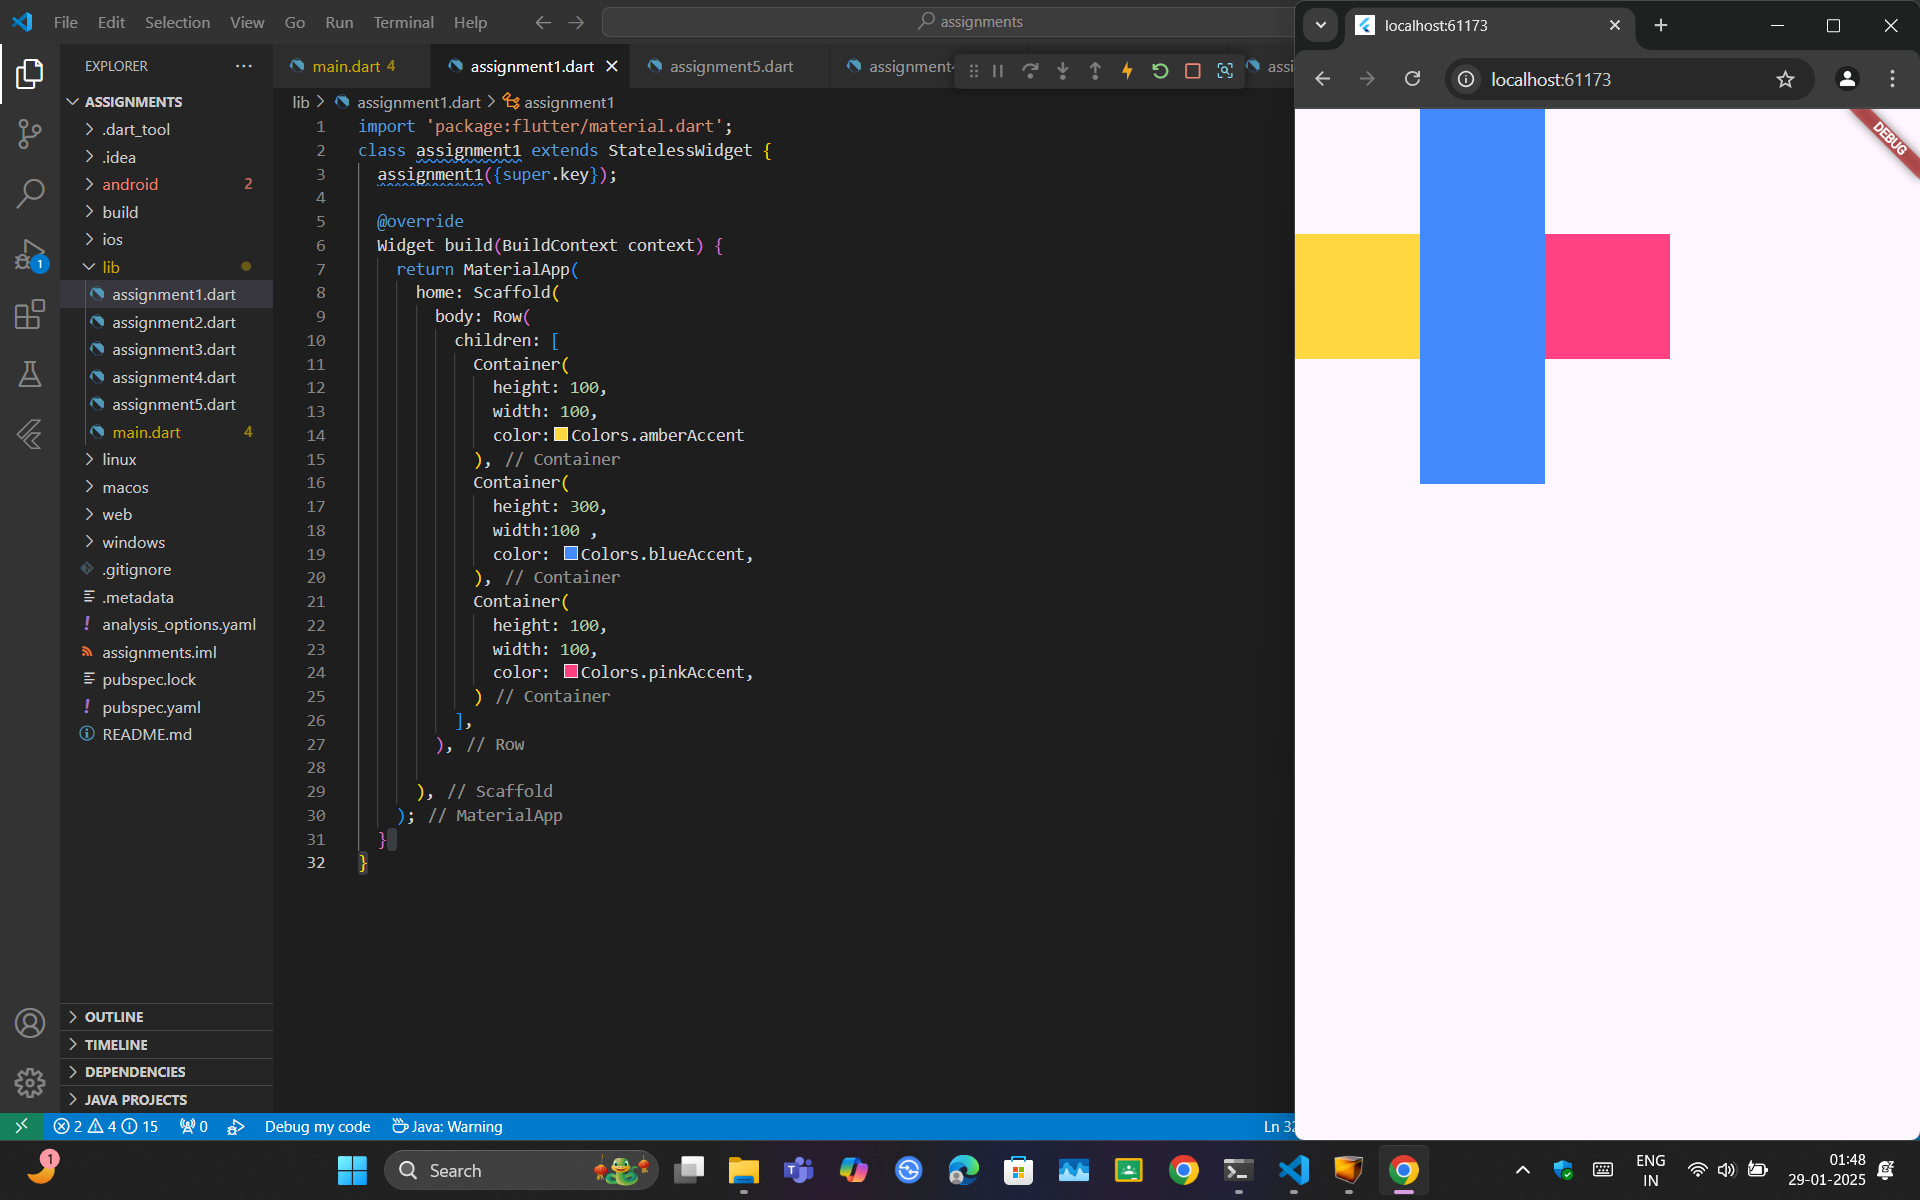 File Edit Selection View Go Run Terminal Help
assignments
localhost:61173
EXPLORER
main.dart 4
assignment1.dart
assignment5.dart
localhost:61173
ASSIGNMENTS
lib > assignment1.dart > assignment1
.dart_tool
.idea
android 2
build
ios
lib
assignment1.dart
assignment2.dart
assignment3.dart
assignment4.dart
assignment5.dart
main.dart 4
linux
macos
web
windows
.gitignore
.metadata
analysis_options.yaml
assignments.iml
pubspec.lock
pubspec.yaml
README.md
OUTLINE
TIMELINE
DEPENDENCIES
JAVA PROJECTS
1
1 import 'package:flutter/material.dart';
2 class assignment1 extends StatelessWidget {
3 assignment1({super.key});
4
5 @override
6 Widget build(BuildContext context) {
7 return MaterialApp(
8 home: Scaffold(
9 body: Row(
10 children: [
11 Container(
12 height: 100,
13 width: 100,
14 color: Colors.amberAccent
15 ), // Container
16 Container(
17 height: 300,
18 width:100 ,
19 color: Colors.blueAccent,
20 ), // Container
21 Container(
22 height: 100,
23 width: 100,
24 color: Colors.pinkAccent,
25 ) // Container
26 ],
27 ), // Row
28
29 ), // Scaffold
30 ); // MaterialApp
31 }
32 }
DEBUG
2 4 15 0 Debug my code Java: Warning
1
Search
ENG
IN
01:48
29-01-2025